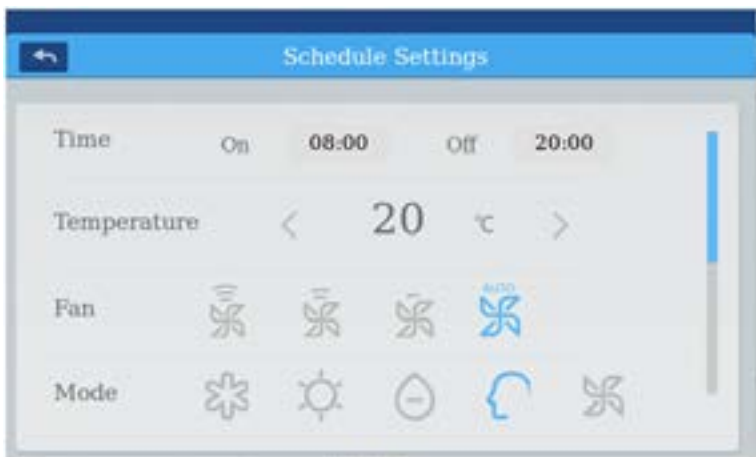 Schedule Settings
Time On 08:00 Off 20:00
Temperature 20 ℃
Fan AUTO
Mode